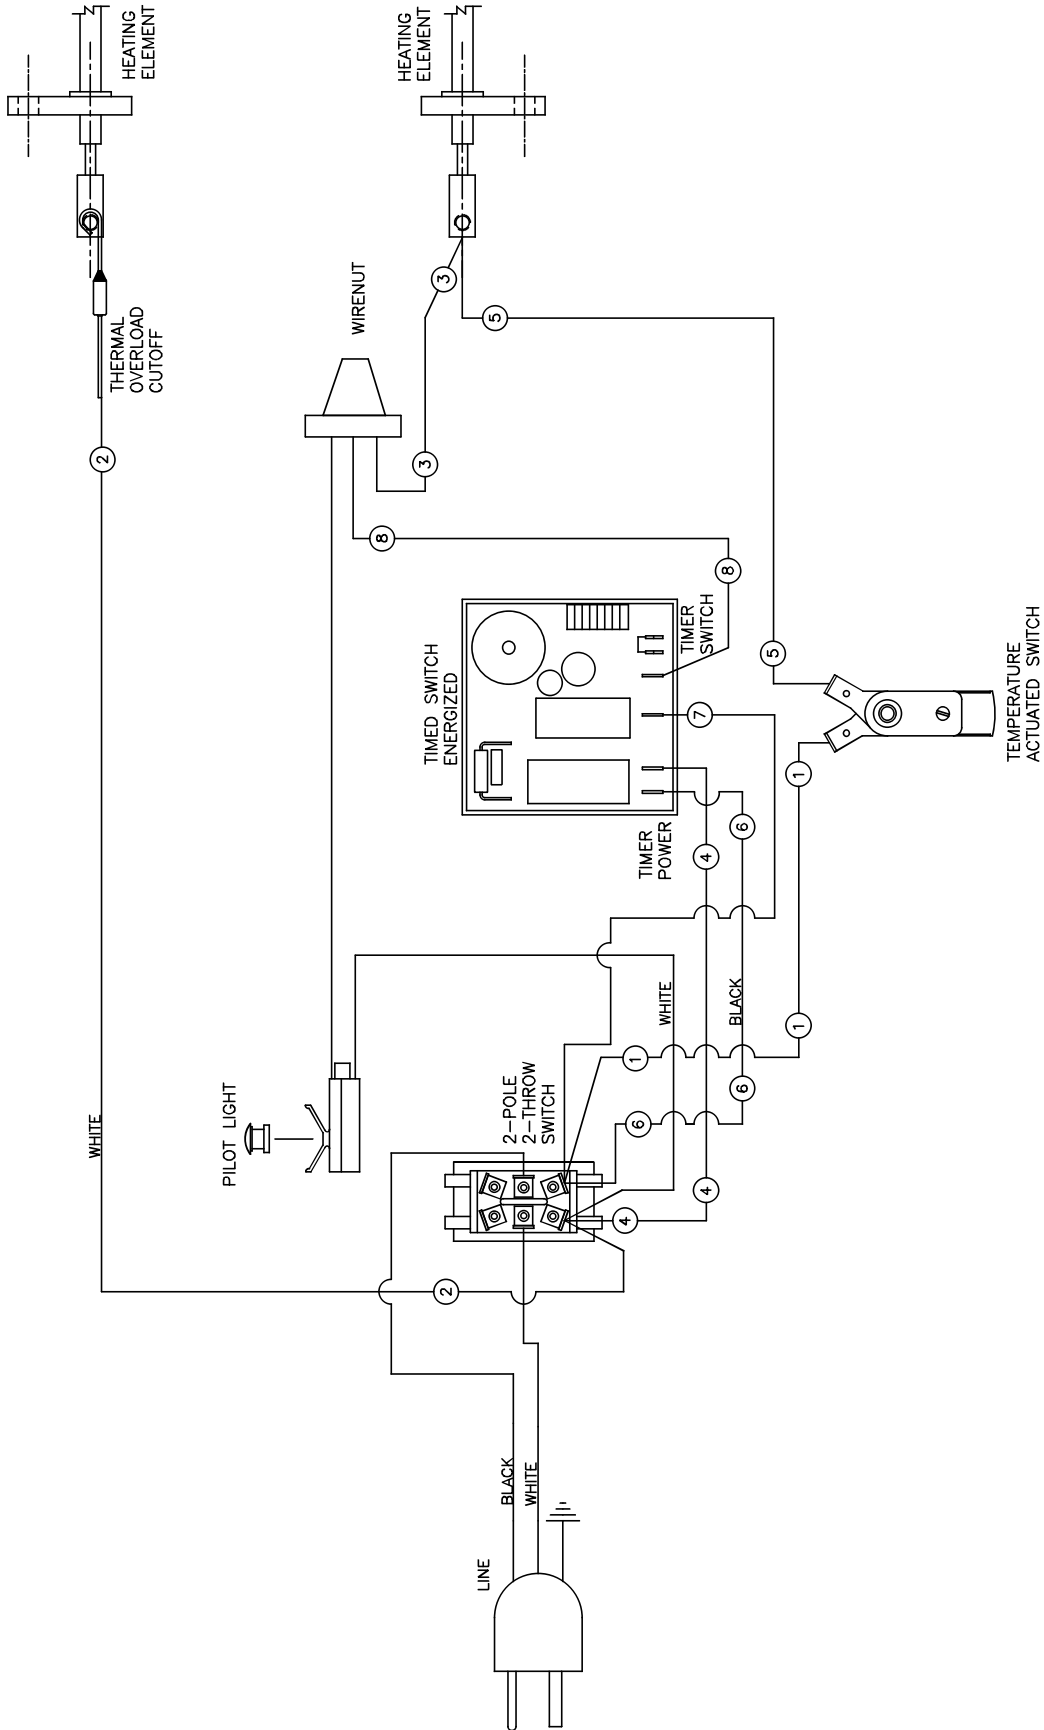 HEATING
ELEMENT
HEATING
ELEMENT
THERMAL
OVERLOAD
CUTOFF
WIRENUT
3
5
2
3
8
8
TIMED SWITCH
ENERGIZED
TIMER
SWITCH
5
7
TEMPERATURE
ACTUATED SWITCH
1
6
4
TIMER
POWER
WHITE
BLACK
1
1
6
6
PILOT LIGHT
WHITE
2-POLE
2-THROW
SWITCH
4
4
2
BLACK
WHITE
LINE